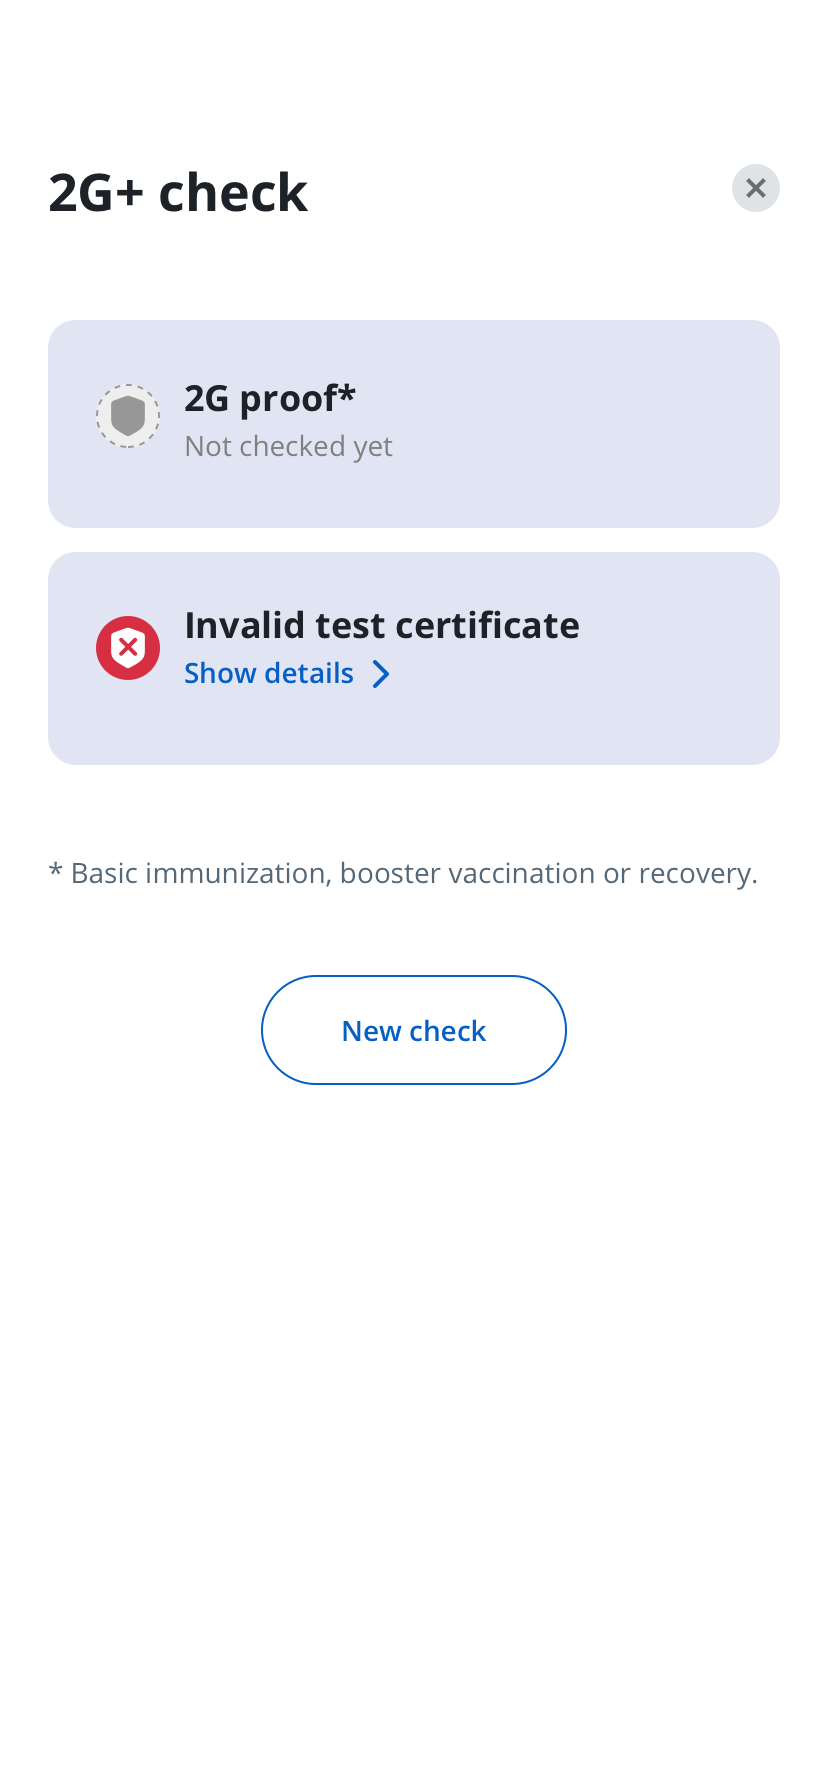 2G+ check
2G proof*
Not checked yet
Invalid test certificate
Show details
* Basic immunization, booster vaccination or recovery.
New check